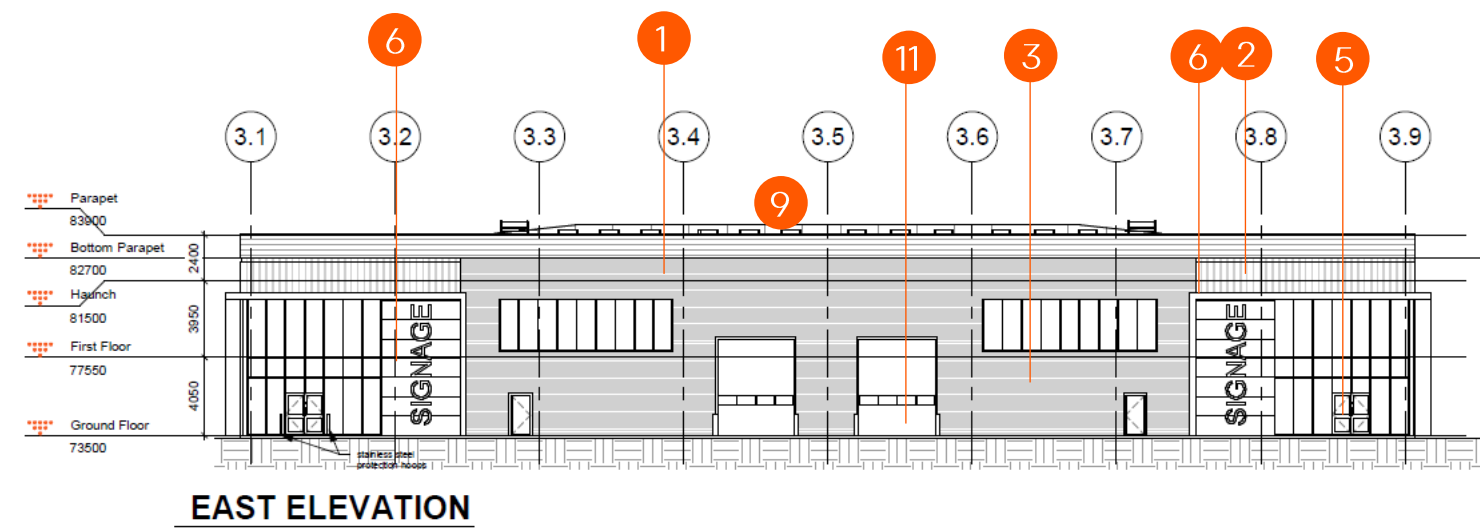 6
1
11
3
6
2
5
3.1
3.2
3.3
3.4
3.5
3.6
3.7
3.8
3.9
9
Parapet
83900
Bottom Parapet
82700
2400
Haunch
81500
3950
First Floor
77550
4050
Ground Floor
73500
SIGNAGE
SIGNAGE
stainless steel
protection hoops
EAST ELEVATION